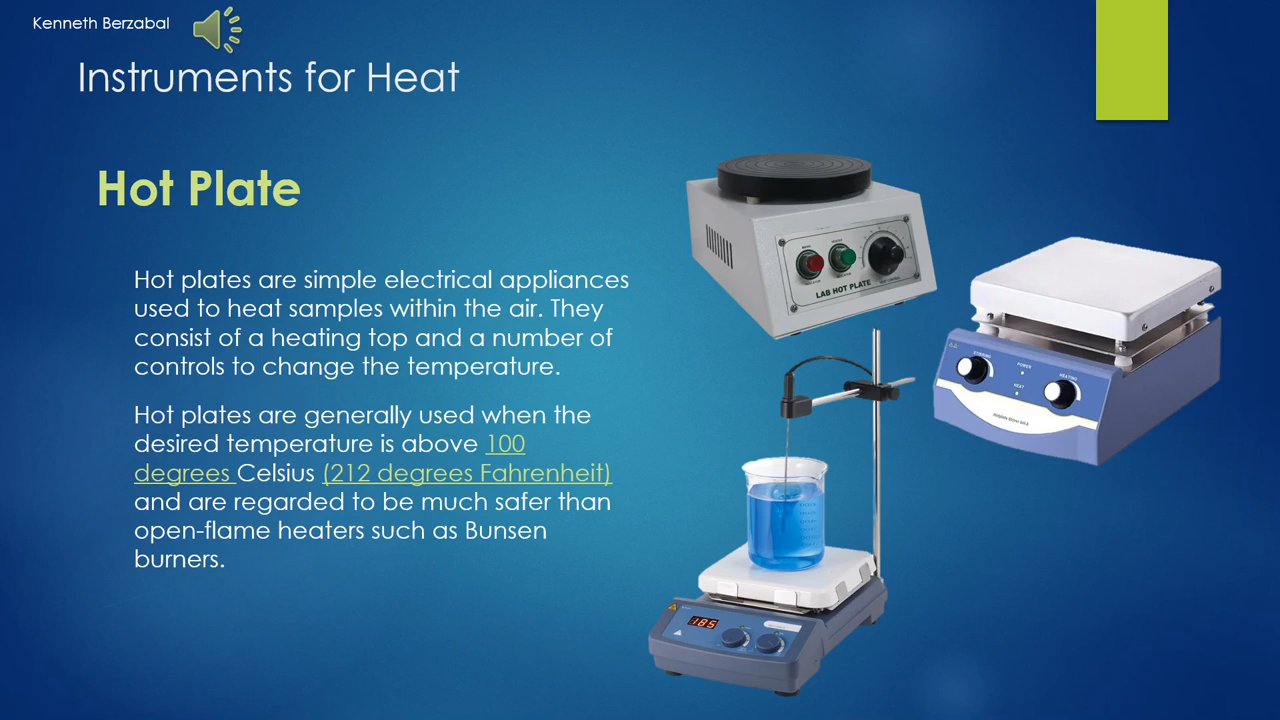 Kenneth Berzabal
Instruments for Heat
Hot Plate
Hot plates are simple electrical appliances
used to heat samples within the air. They
consist of a heating top and a number of
controls to change the temperature.
Hot plates are generally used when the
desired temperature is above 100
degrees Celsius (212 degrees Fahrenheit)
and are regarded to be much safer than
open-flame heaters such as Bunsen
burners.
LAB HOT PLATE
POWER
HEAT
HEATING
185